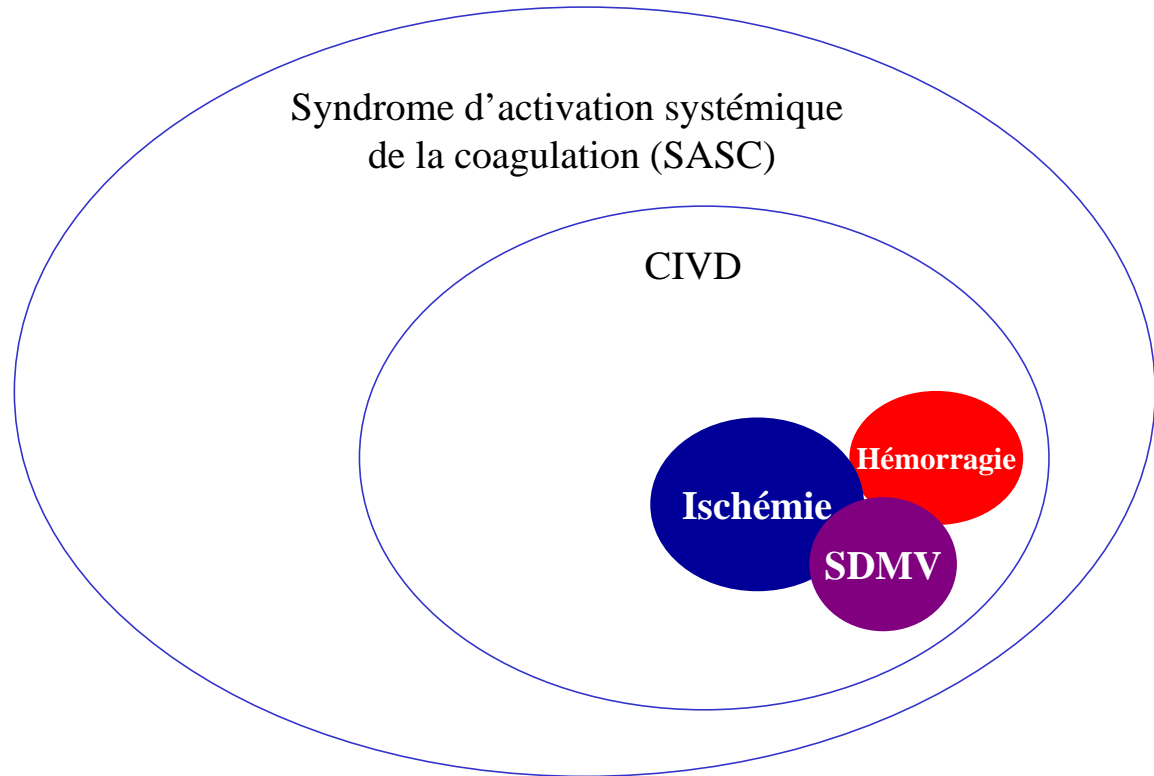 Syndrome d’activation systémique
de la coagulation (SASC)
CIVD
Hémorragie
Ischémie
SDMV